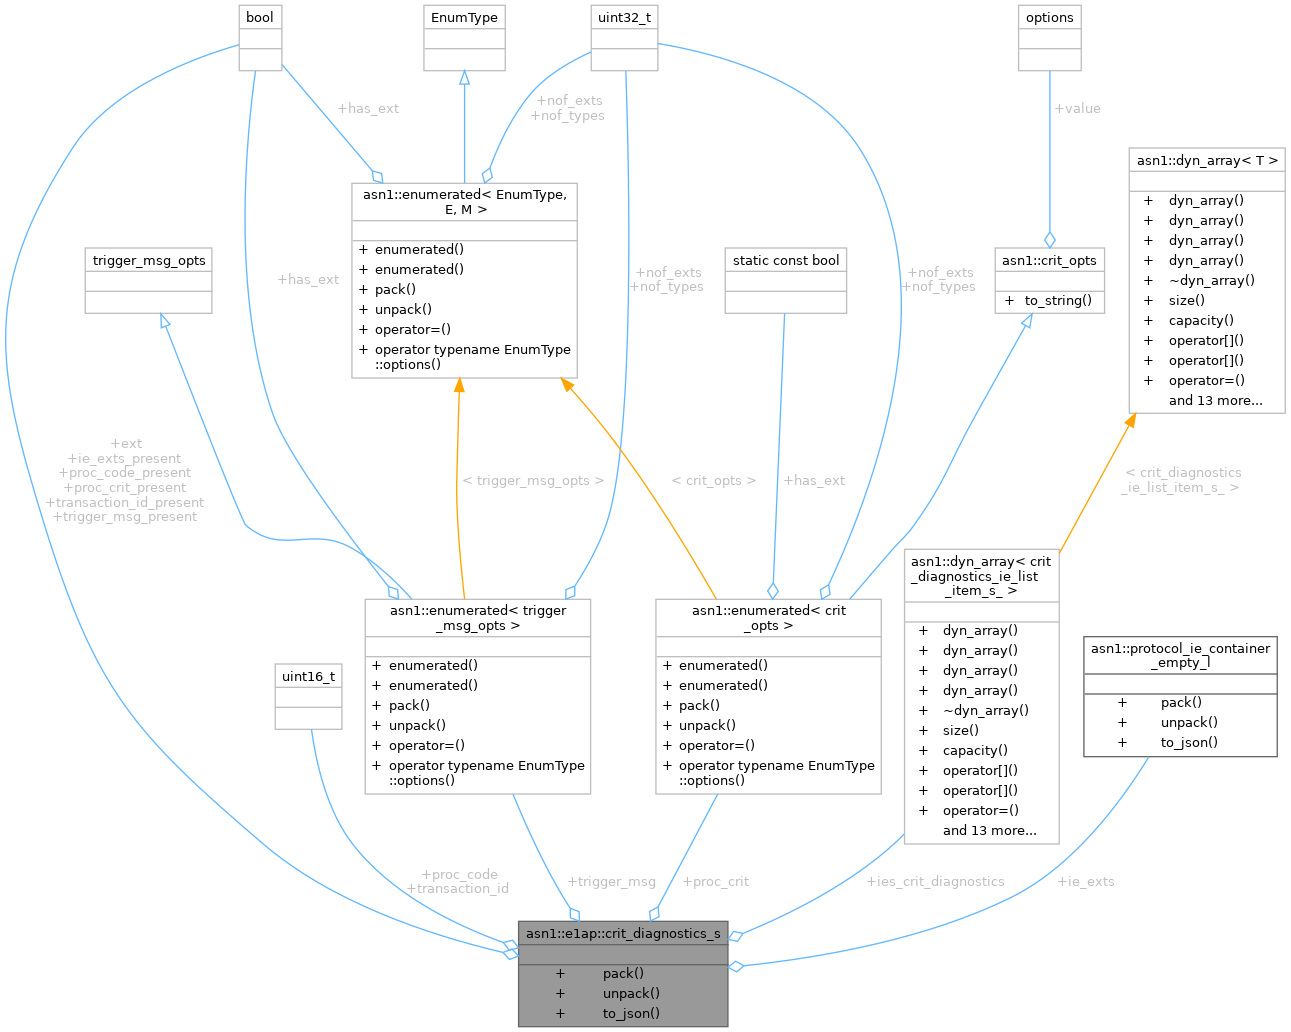 bool
EnumType
uint32_t
options
+has_ext
+nof_exts
+nof_types
+value
asn1::dyn_array< T >
+ dyn_array()
+ dyn_array()
+ dyn_array()
+ dyn_array()
+ ~dyn_array()
+ size()
+ capacity()
+ operator[]()
+ operator[]()
+ operator=()
and 13 more...
asn1::enumerated< EnumType,
E, M >
+ enumerated()
+ enumerated()
+ pack()
+ unpack()
+ operator=()
+ operator typename EnumType
::options()
trigger_msg_opts
+has_ext
+nof_exts
+nof_types
static const bool
+nof_exts
+nof_types
asn1::crit_opts
+ to_string()
+ext
+ie_exts_present
+proc_code_present
+proc_crit_present
+transaction_id_present
+trigger_msg_present
< trigger_msg_opts >
< crit_opts >
+has_ext
< crit_diagnostics
_ie_list_item_s_ >
asn1::enumerated< trigger
_msg_opts >
+ enumerated()
+ enumerated()
+ pack()
+ unpack()
+ operator=()
+ operator typename EnumType
::options()
asn1::enumerated< crit
_opts >
+ enumerated()
+ enumerated()
+ pack()
+ unpack()
+ operator=()
+ operator typename EnumType
::options()
asn1::dyn_array< crit
_diagnostics_ie_list
_item_s_ >
+ dyn_array()
+ dyn_array()
+ dyn_array()
+ dyn_array()
+ ~dyn_array()
+ size()
+ capacity()
+ operator[]()
+ operator[]()
+ operator=()
and 13 more...
asn1::protocol_ie_container
_empty_l
+ pack()
+ unpack()
+ to_json()
uint16_t
+proc_code
+transaction_id
+trigger_msg
+proc_crit
+ies_crit_diagnostics
+ie_exts
asn1::e1ap::crit_diagnostics_s
+ pack()
+ unpack()
+ to_json()